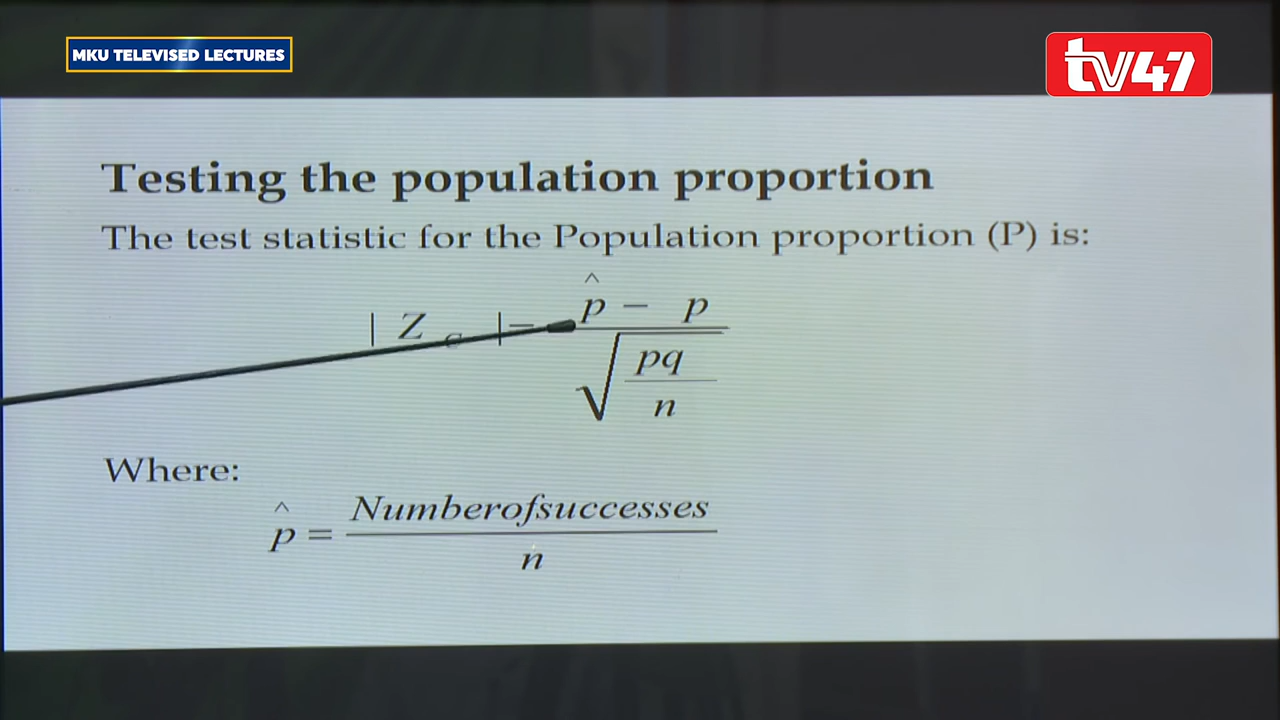 MKU TELEVISED LECTURES
tv47
Testing the population proportion
The test statistic for the Population proportion (P) is:
| Z c | = p̂ − p / √(pq / n)
Where:
p̂ = Numberofsuccesses / n